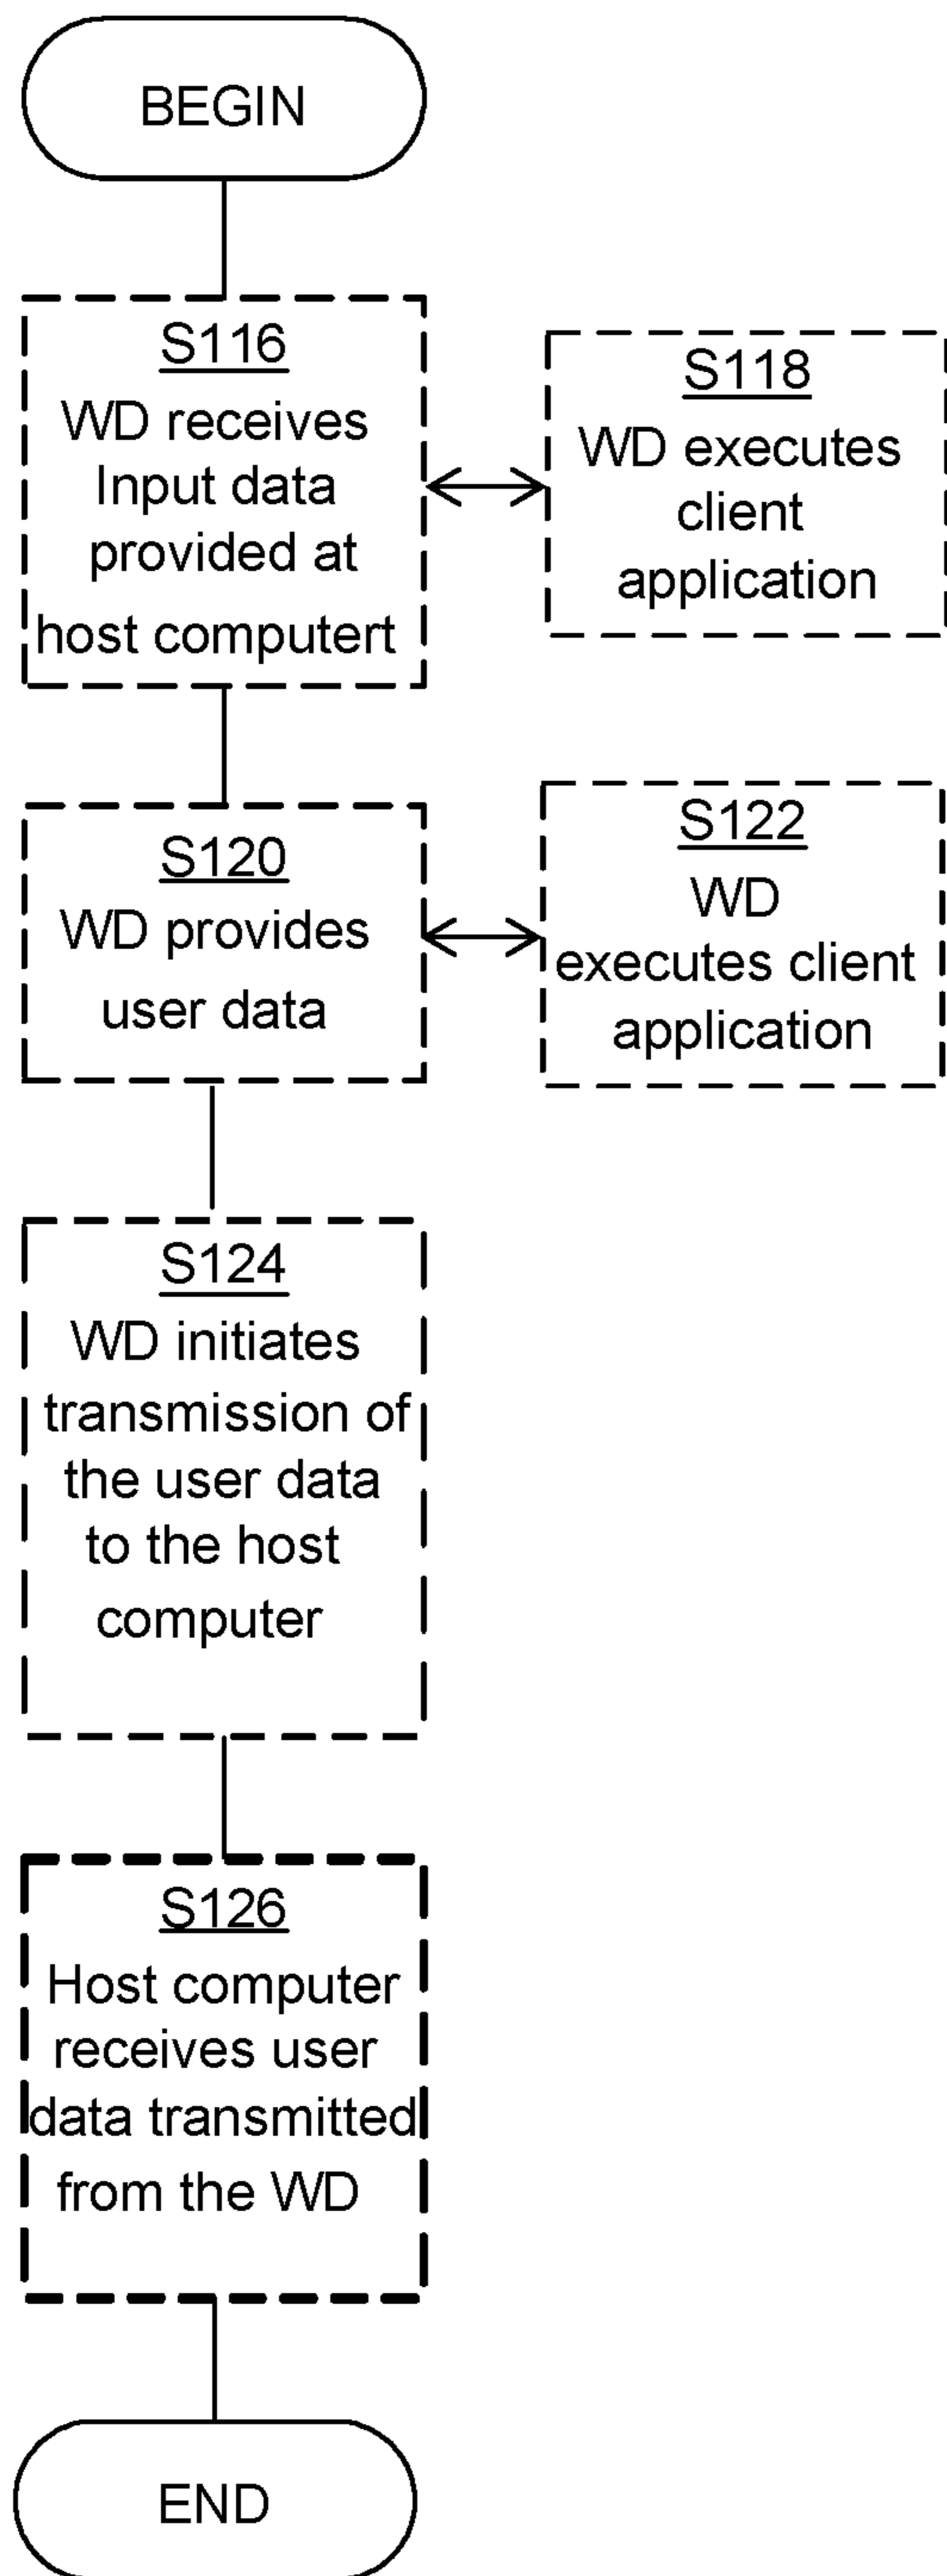 BEGIN
S116
WD receives
Input data
provided at
host computert
S118
WD executes
client
application
S120
WD provides
user data
S122
WD
executes client
application
S124
WD initiates
transmission of
the user data
to the host
computer
S126
Host computer
receives user
data transmitted
from the WD
END